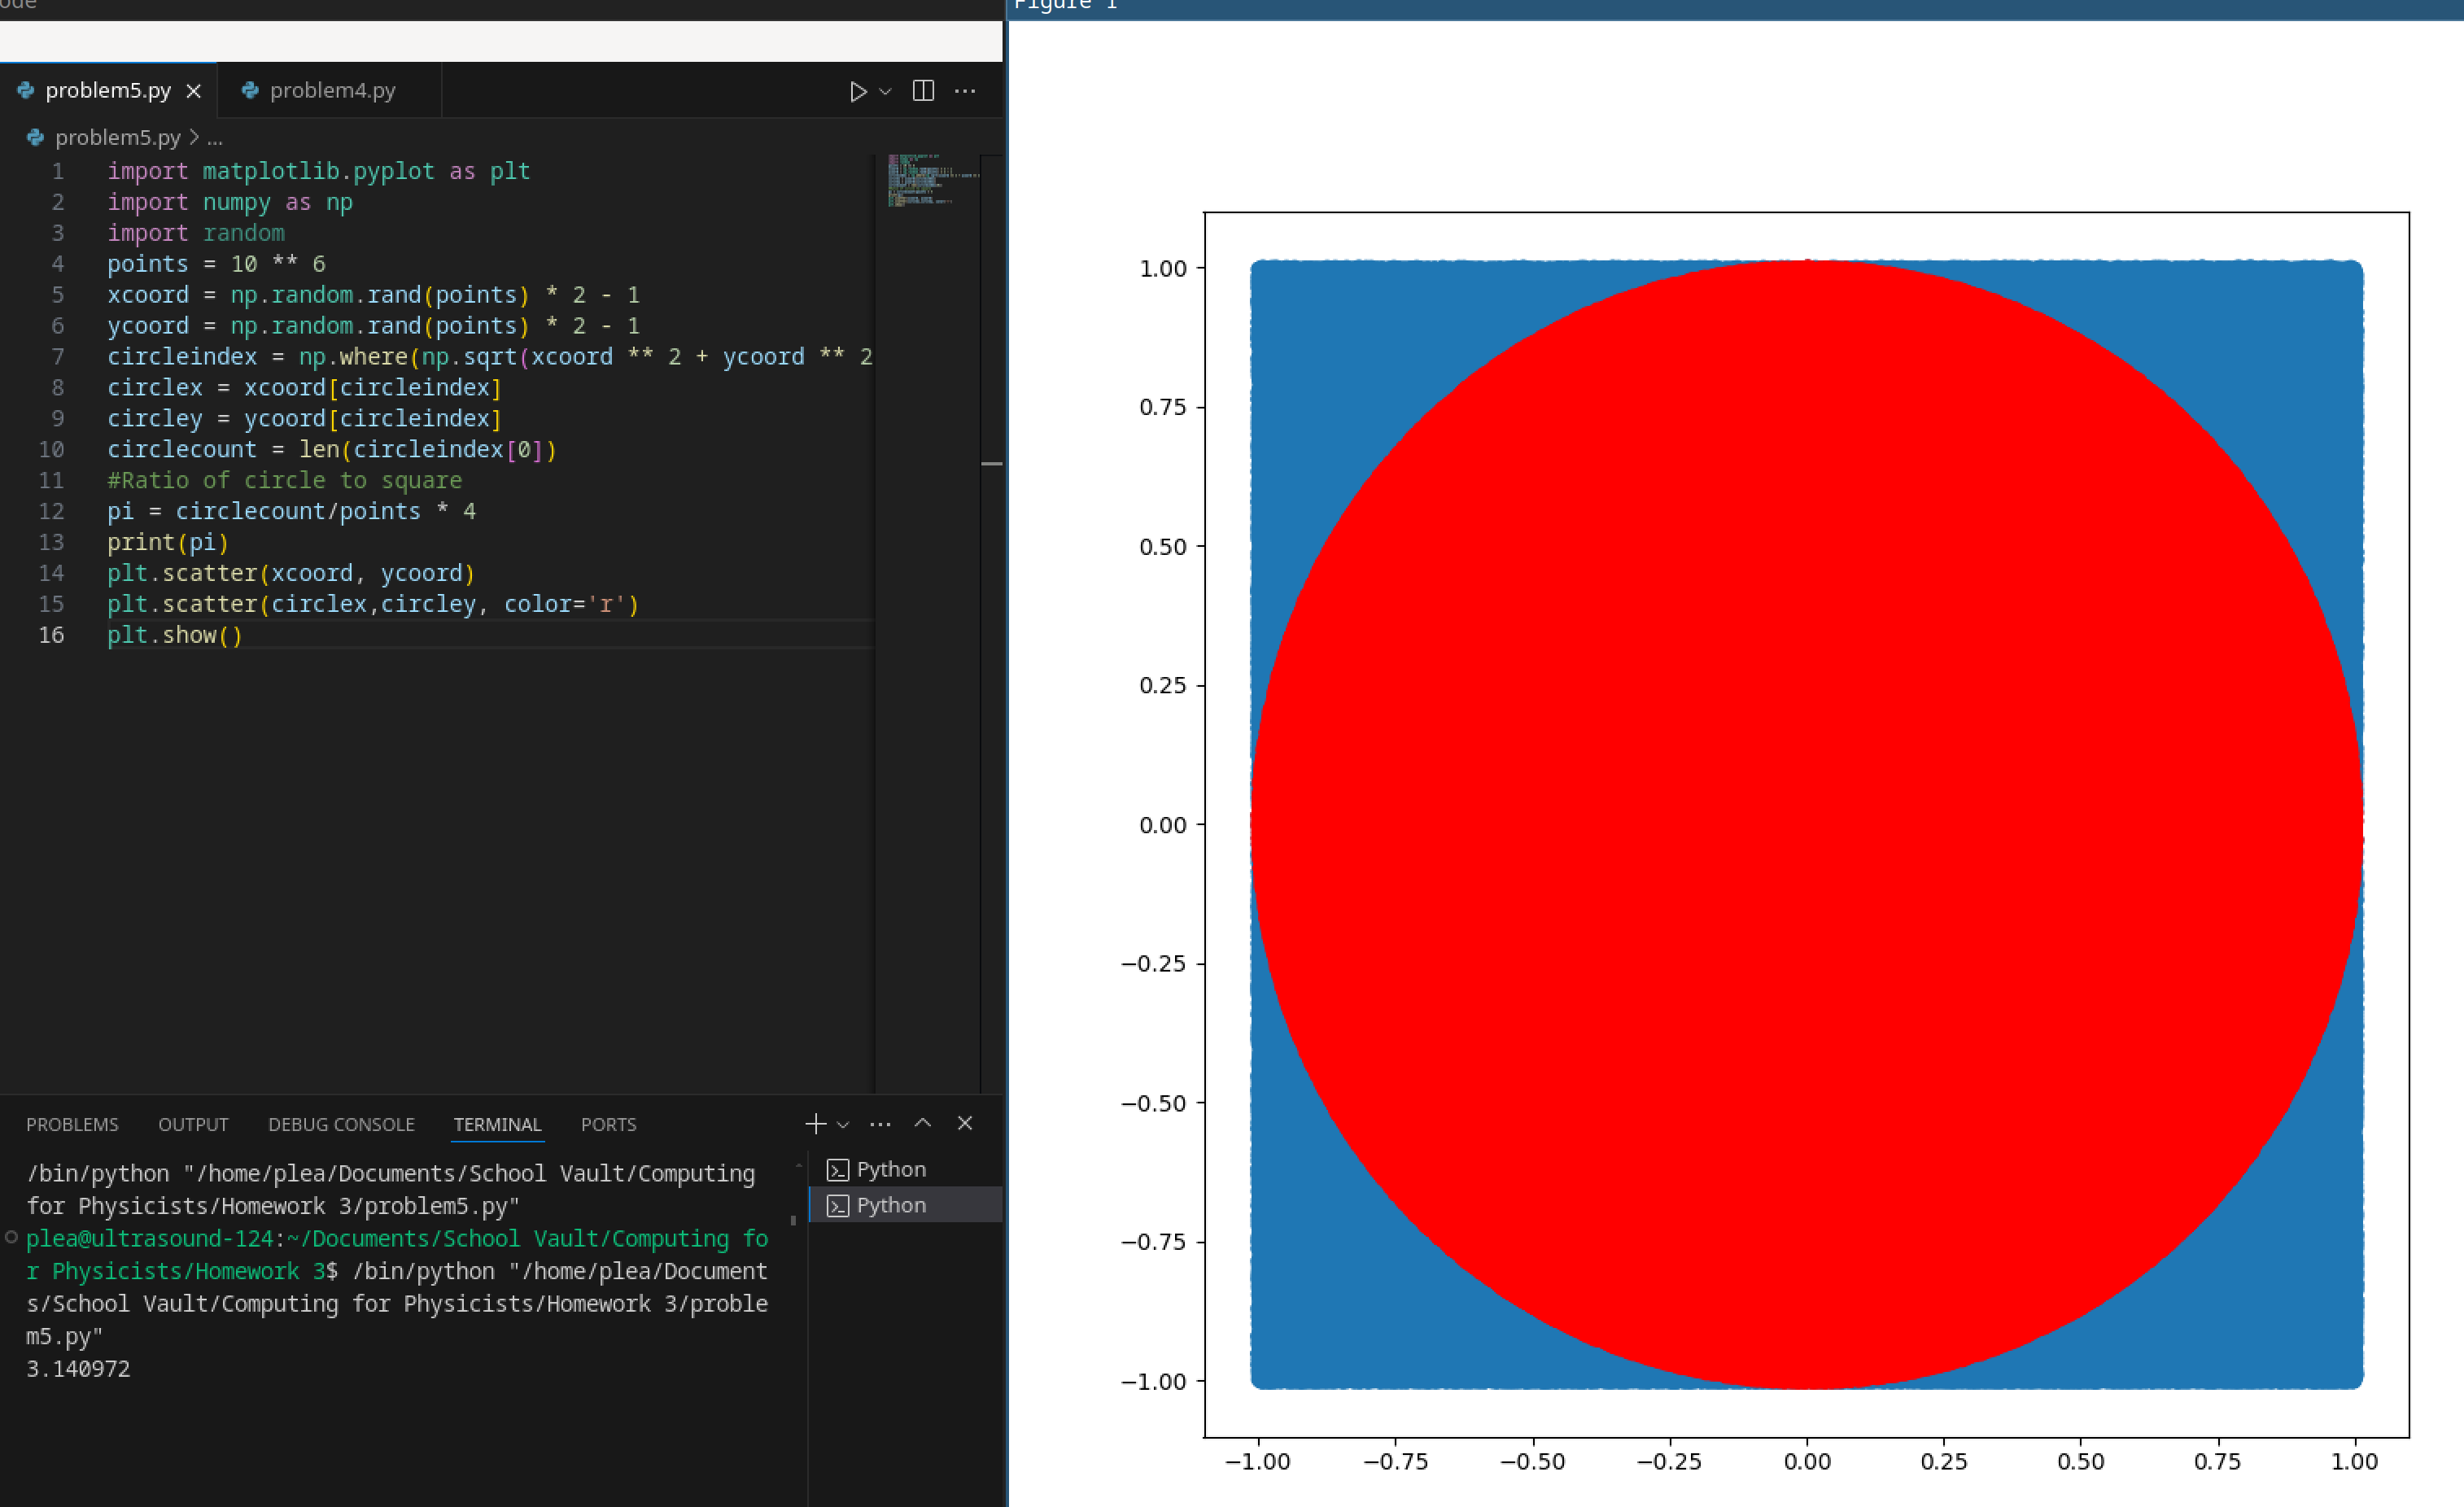 ode
problem5.py
problem4.py
problem5.py > ...
1 import matplotlib.pyplot as plt
2 import numpy as np
3 import random
4 points = 10 ** 6
5 xcoord = np.random.rand(points) * 2 - 1
6 ycoord = np.random.rand(points) * 2 - 1
7 circleindex = np.where(np.sqrt(xcoord ** 2 + ycoord ** 2
8 circlex = xcoord[circleindex]
9 circley = ycoord[circleindex]
10 circlecount = len(circleindex[0])
11 #Ratio of circle to square
12 pi = circlecount/points * 4
13 print(pi)
14 plt.scatter(xcoord, ycoord)
15 plt.scatter(circlex,circley, color='r')
16 plt.show()
PROBLEMS OUTPUT DEBUG CONSOLE TERMINAL PORTS
/bin/python "/home/plea/Documents/School Vault/Computing
for Physicists/Homework 3/problem5.py"
plea@ultrasound-124:~/Documents/School Vault/Computing fo
r Physicists/Homework 3$ /bin/python "/home/plea/Document
s/School Vault/Computing for Physicists/Homework 3/proble
m5.py"
3.140972
Python
Python
Figure 1
1.00
0.75
0.50
0.25
0.00
−0.25
−0.50
−0.75
−1.00
−1.00 −0.75 −0.50 −0.25 0.00 0.25 0.50 0.75 1.00